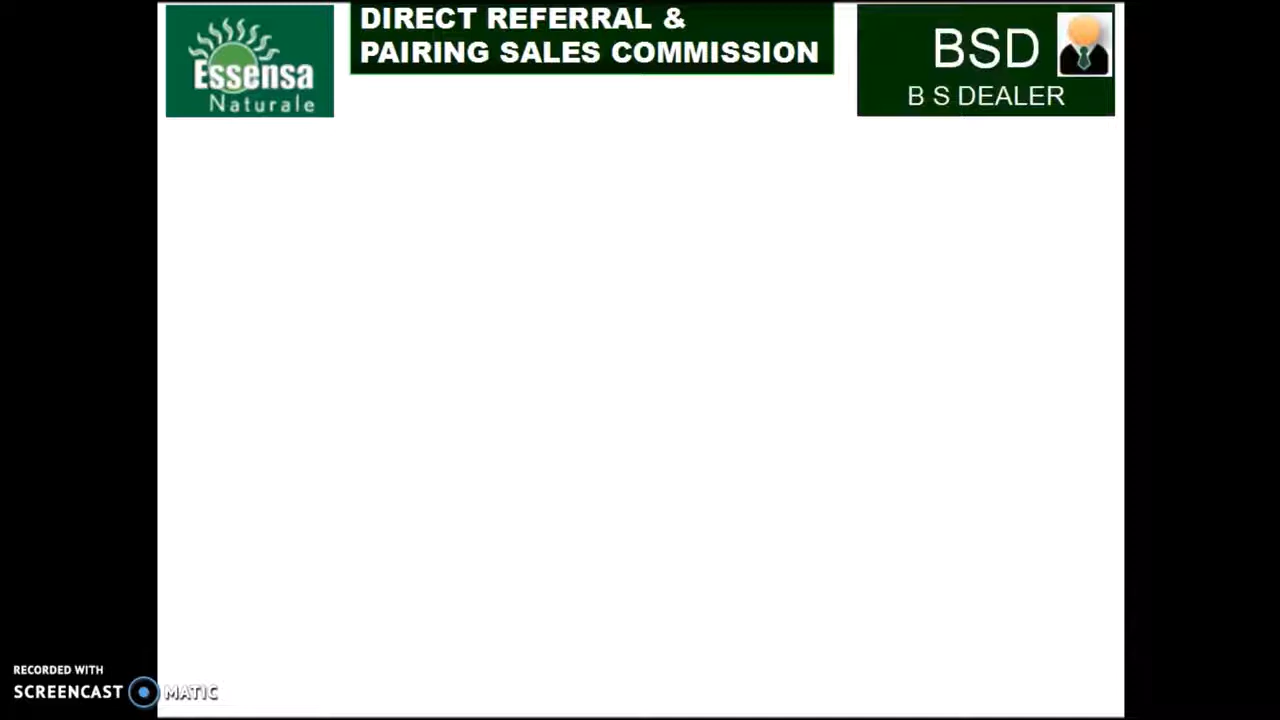 Essensa
Naturale
DIRECT REFERRAL &
PAIRING SALES COMMISSION
BSD
B S DEALER
RECORDED WITH
SCREENCAST MATIC